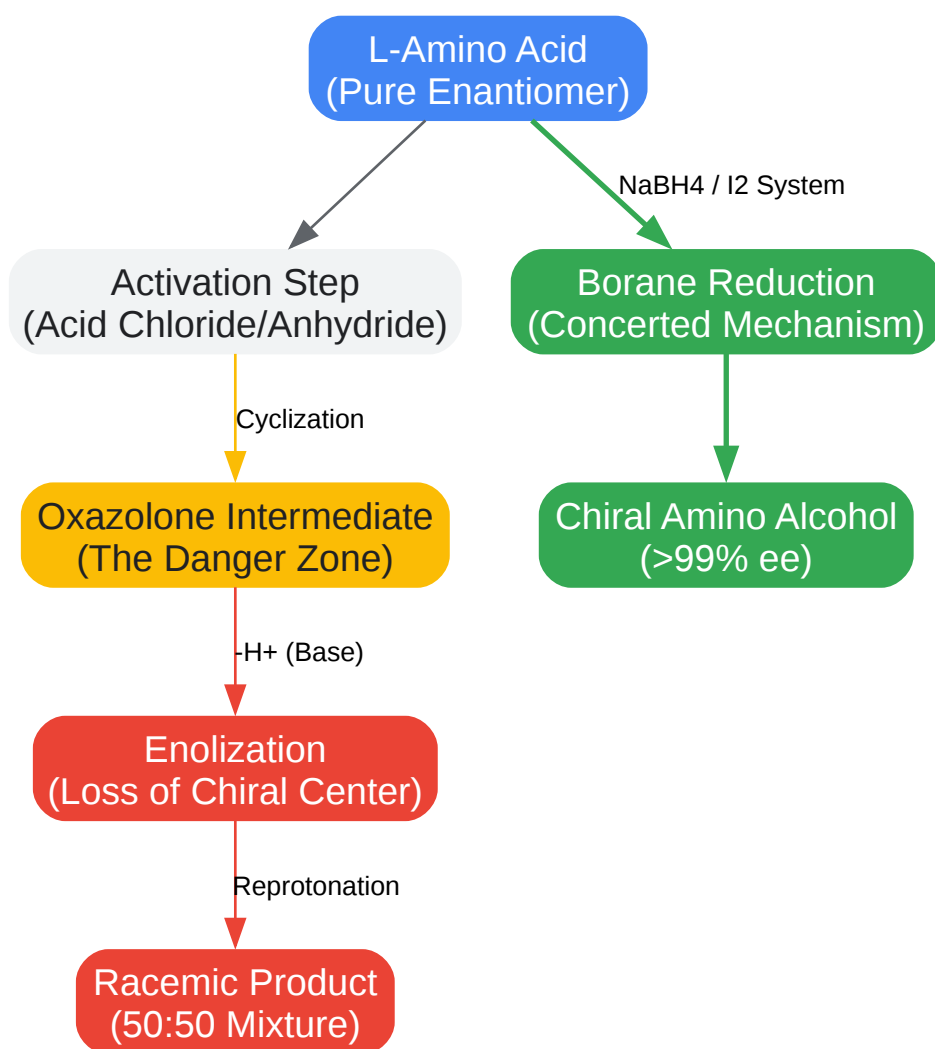 L-Amino Acid
(Pure Enantiomer)
NaBH4 / I2 System
Activation Step
(Acid Chloride/Anhydride)
Borane Reduction
(Concerted Mechanism)
Cyclization
Oxazolone Intermediate
(The Danger Zone)
Chiral Amino Alcohol
(>99% ee)
-H+ (Base)
Enolization
(Loss of Chiral Center)
Reprotonation
Racemic Product
(50:50 Mixture)